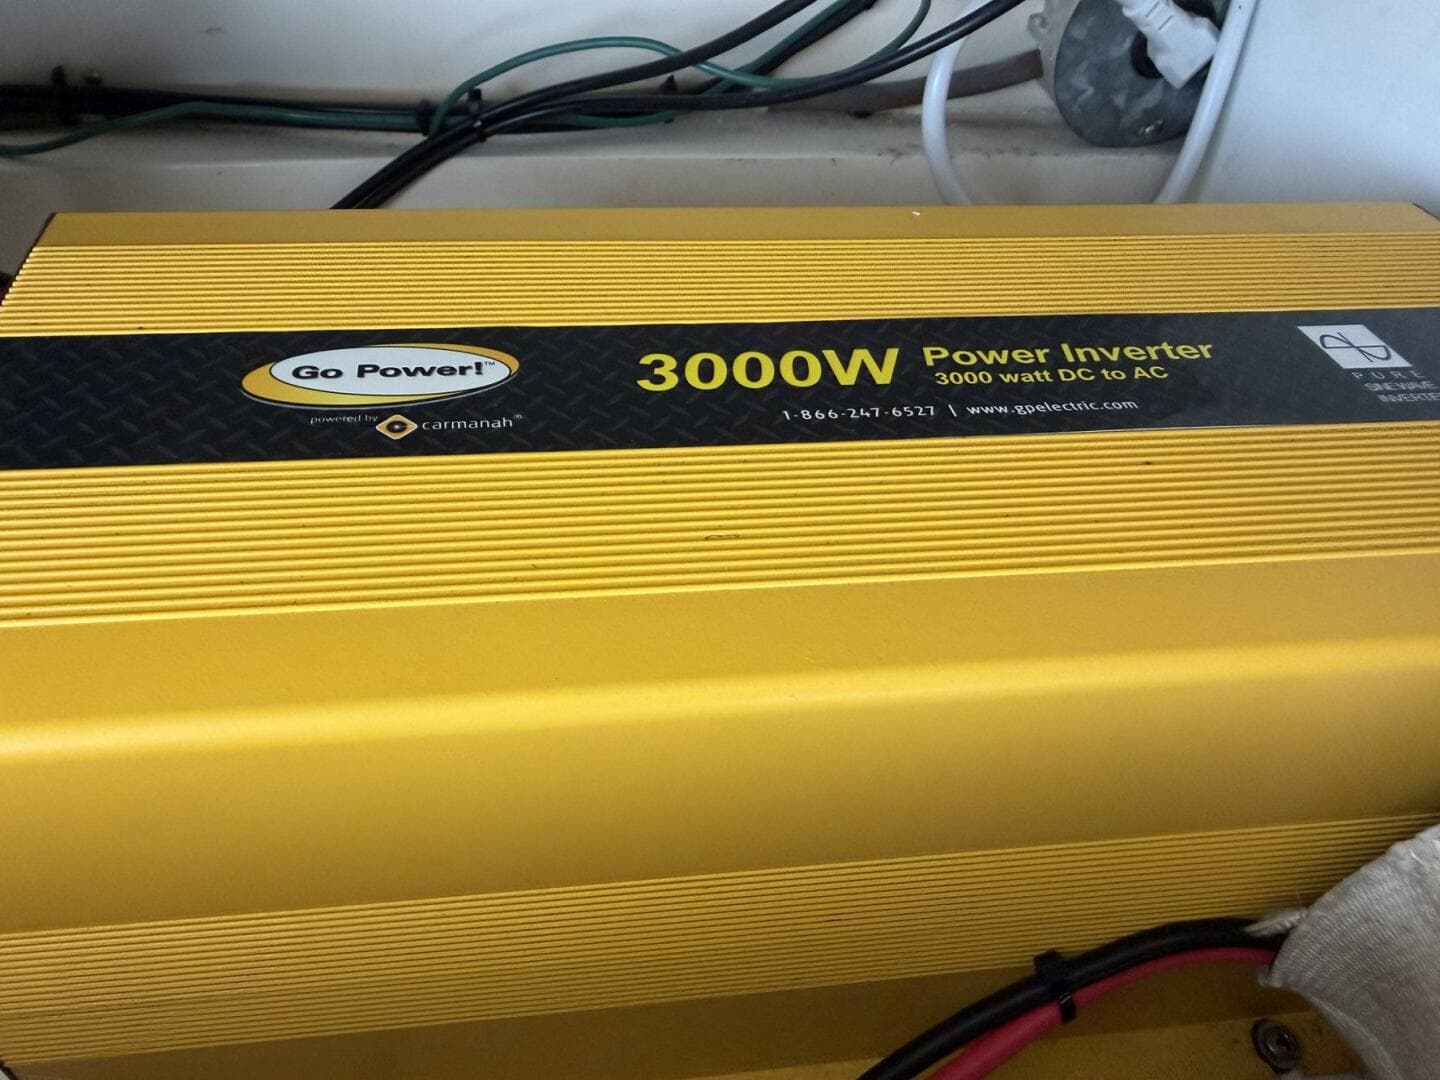 Go Power!™
powered by carmanah®
3000W Power Inverter
3000 watt DC to AC
1-866-247-6527 | www.gpelectric.com
PURE
SINEWAVE